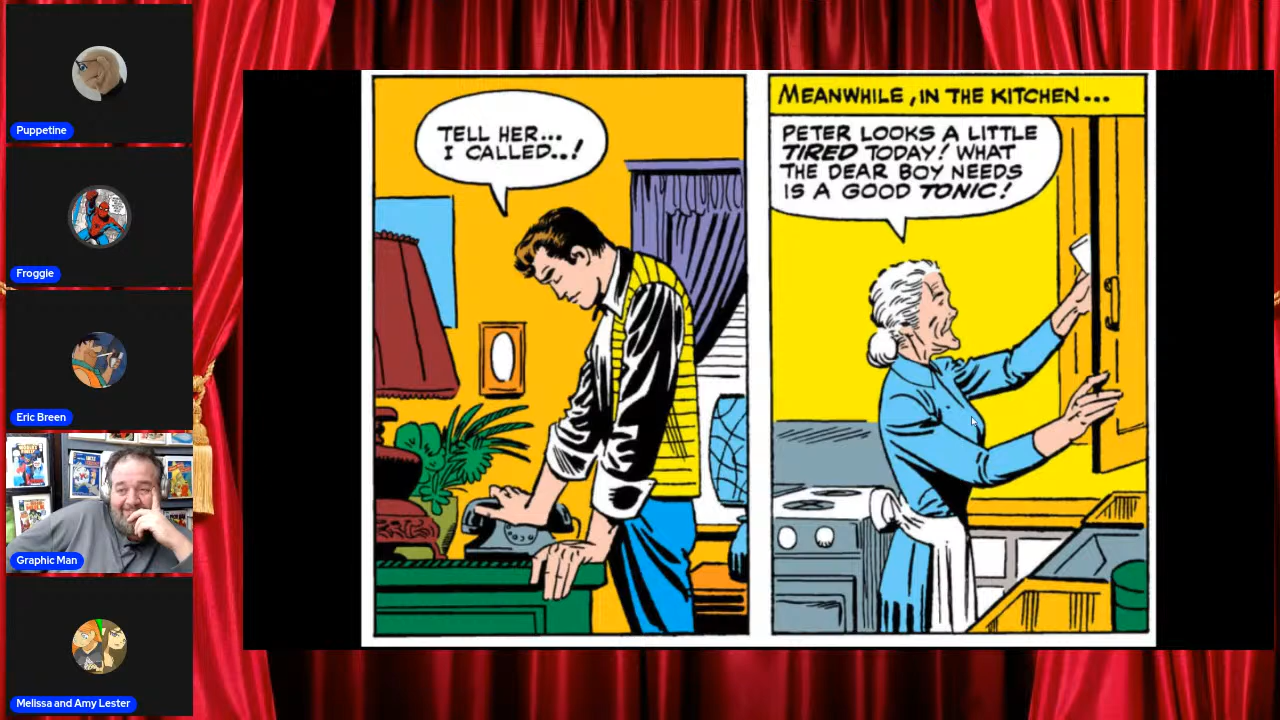 Puppetine
Froggie
Eric Breen
Graphic Man
Melissa and Amy Lester
TELL HER...
I CALLED..!
MEANWHILE, IN THE KITCHEN...
PETER LOOKS A LITTLE
TIRED TODAY! WHAT
THE DEAR BOY NEEDS
IS A GOOD TONIC!